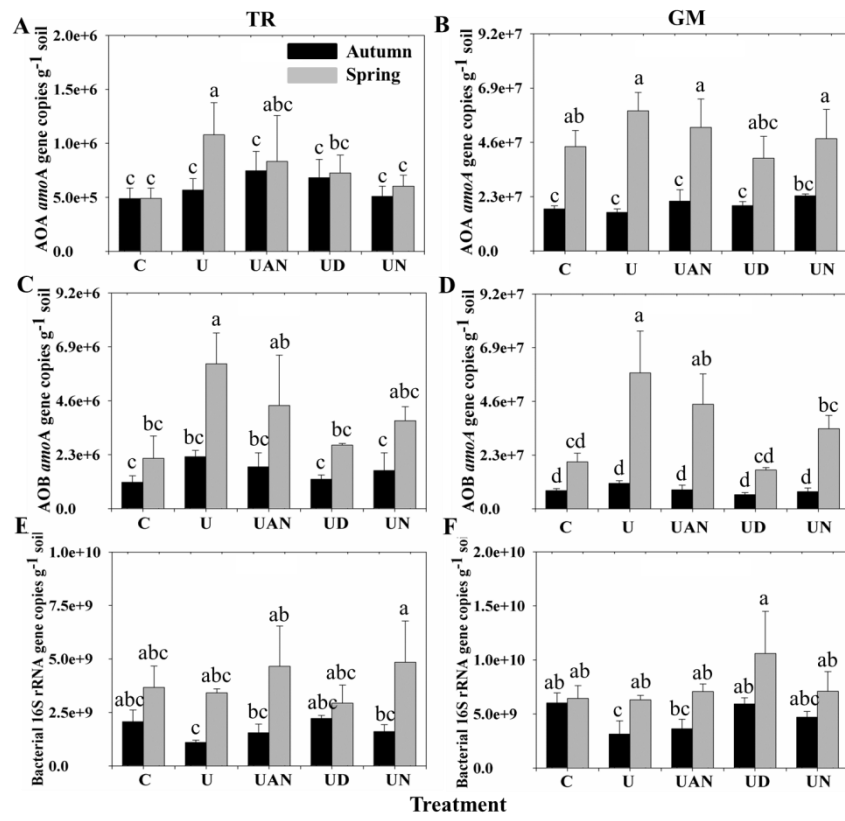 TR
GM
A
AOA amoA gene copies g-1 soil
2.0e+6
1.5e+6
1.0e+6
5.0e+5
0.0
Autumn
Spring
c c c a c abc c bc c c
C U UAN UD UN
B
AOA amoA gene copies g-1 soil
9.2e+7
6.9e+7
4.6e+7
2.3e+7
0.0
c ab c a c a c abc bc a
C U UAN UD UN
C
AOB amoA gene copies g-1 soil
9.2e+6
6.9e+6
4.6e+6
2.3e+6
0.0
c bc bc a bc ab c bc c abc
C U UAN UD UN
D
AOB amoA gene copies g-1 soil
9.2e+7
6.9e+7
4.6e+7
2.3e+7
0.0
d cd d a d ab d cd d bc
C U UAN UD UN
E
Bacterial 16S rRNA gene copies g-1 soil
1.0e+10
7.5e+9
5.0e+9
2.5e+9
0.0
abc abc c abc bc ab abc abc bc a
C U UAN UD UN
F
Bacterial 16S rRNA gene copies g-1 soil
2.0e+10
1.5e+10
1.0e+10
5.0e+9
0.0
ab ab c ab bc ab ab a abc ab
C U UAN UD UN
Treatment